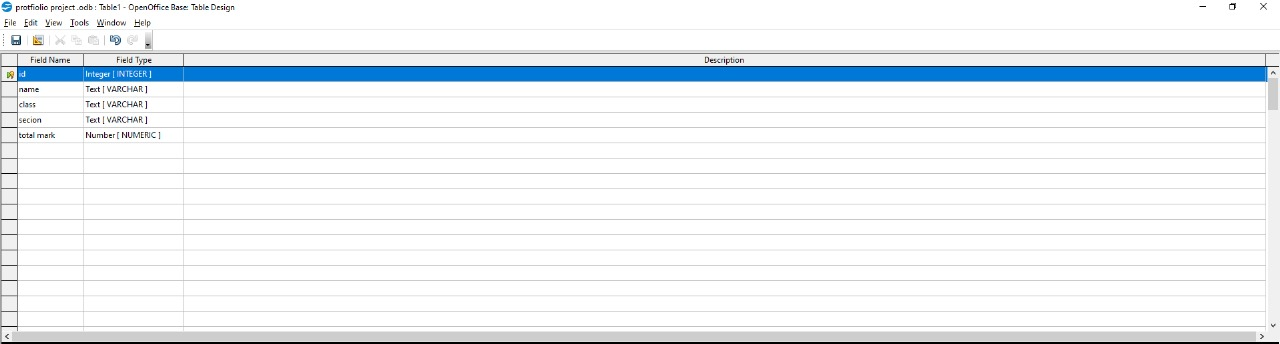 protfiolio project .odb : Table1 - OpenOffice Base: Table Design
File Edit View Tools Window Help
Field Name Field Type Description
id Integer [ INTEGER ]
name Text [ VARCHAR ]
class Text [ VARCHAR ]
secion Text [ VARCHAR ]
total mark Number [ NUMERIC ]